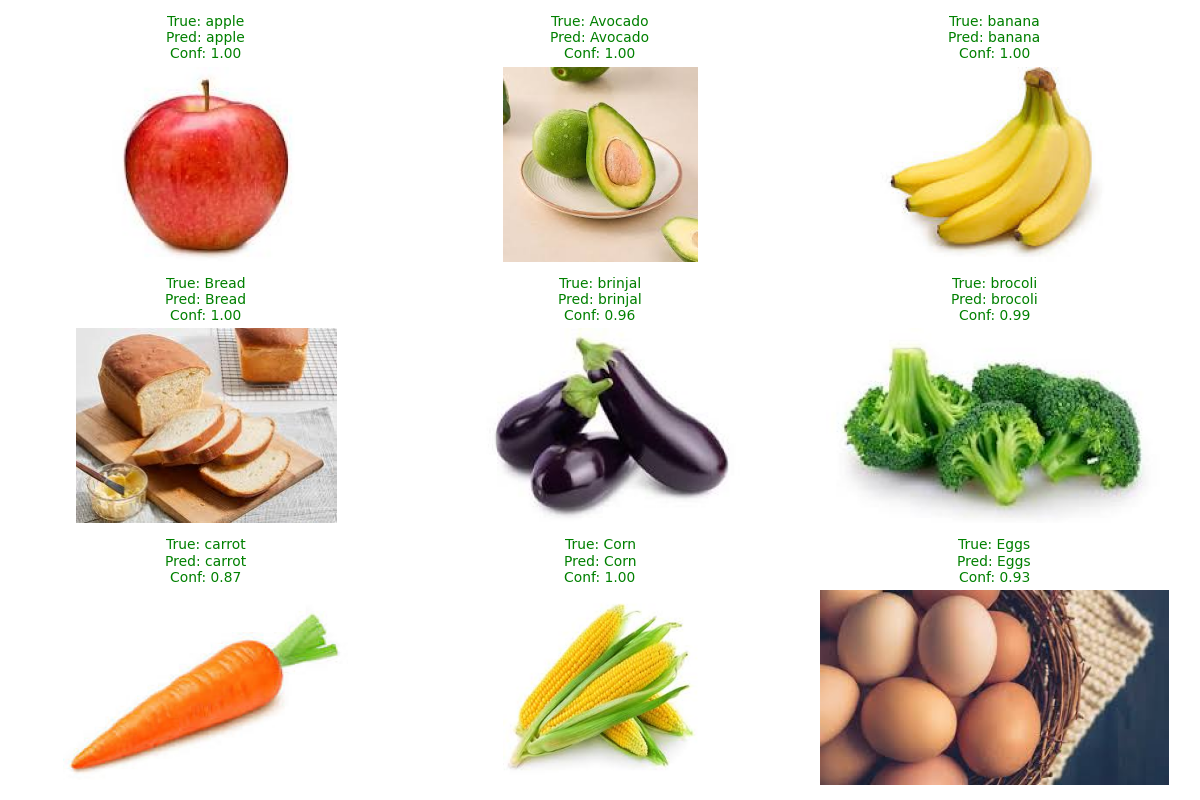 True: apple
Pred: apple
Conf: 1.00
True: Avocado
Pred: Avocado
Conf: 1.00
True: banana
Pred: banana
Conf: 1.00
True: Bread
Pred: Bread
Conf: 1.00
True: brinjal
Pred: brinjal
Conf: 0.96
True: brocoli
Pred: brocoli
Conf: 0.99
True: carrot
Pred: carrot
Conf: 0.87
True: Corn
Pred: Corn
Conf: 1.00
True: Eggs
Pred: Eggs
Conf: 0.93